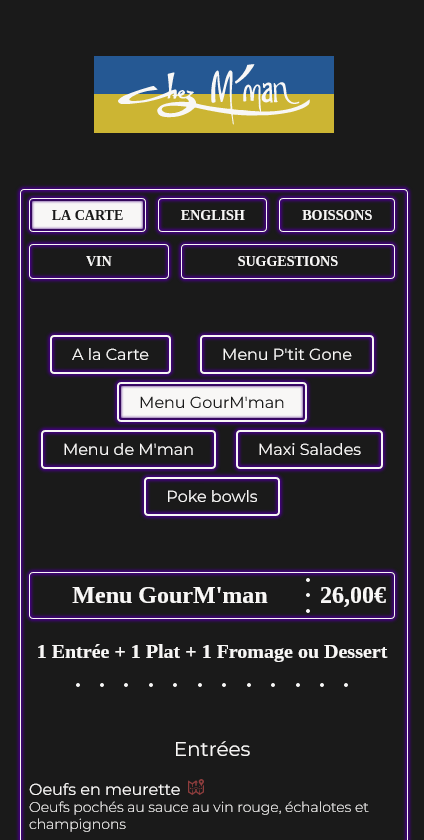 Chez M'man
LA CARTE
ENGLISH
BOISSONS
VIN
SUGGESTIONS
A la Carte
Menu P'tit Gone
Menu GourM'man
Menu de M'man
Maxi Salades
Poke bowls
Menu GourM'man
26,00€
1 Entrée + 1 Plat + 1 Fromage ou Dessert
Entrées
Oeufs en meurette
Oeufs pochés au sauce au vin rouge, échalotes et
champignons